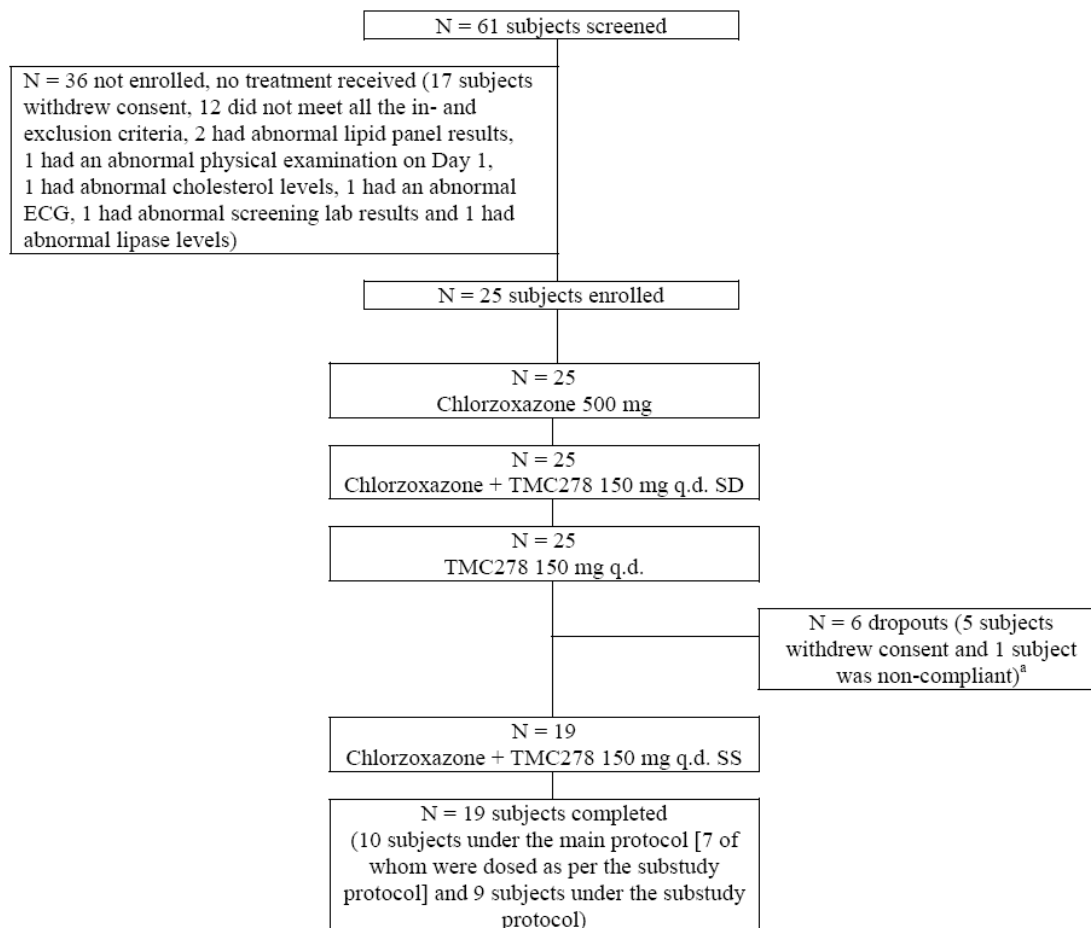 N = 61 subjects screened
N = 36 not enrolled, no treatment received (17 subjects
withdrew consent, 12 did not meet all the in- and
exclusion criteria, 2 had abnormal lipid panel results,
1 had an abnormal physical examination on Day 1,
1 had abnormal cholesterol levels, 1 had an abnormal
ECG, 1 had abnormal screening lab results and 1 had
abnormal lipase levels)
N = 25 subjects enrolled
N = 25
Chlorzoxazone 500 mg
N = 25
Chlorzoxazone + TMC278 150 mg q.d. SD
N = 25
TMC278 150 mg q.d.
N = 6 dropouts (5 subjects
withdrew consent and 1 subject
was non-compliant)ᵃ
N = 19
Chlorzoxazone + TMC278 150 mg q.d. SS
N = 19 subjects completed
(10 subjects under the main protocol [7 of
whom were dosed as per the substudy
protocol] and 9 subjects under the substudy
protocol)